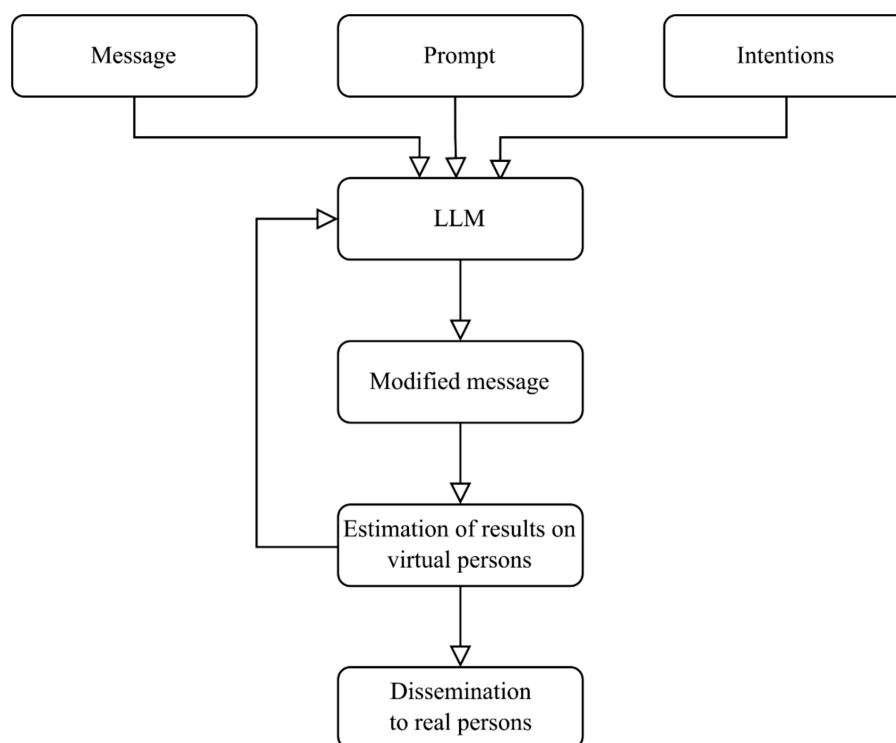 Message
Prompt
Intentions
LLM
Modified message
Estimation of results on
virtual persons
Dissemination
to real persons